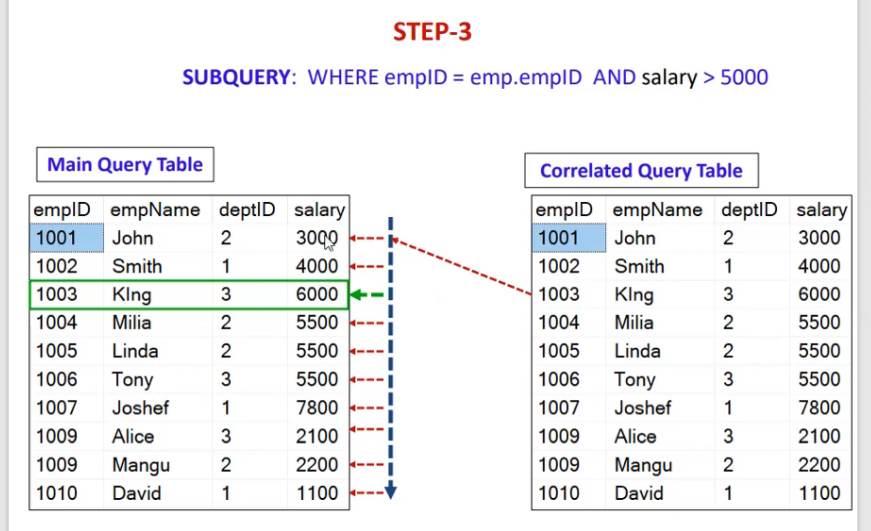 STEP-3
SUBQUERY: WHERE empID = emp.empID AND salary > 5000
Main Query Table
empID empName deptID salary
1001 John 2 3000
1002 Smith 1 4000
1003 KIng 3 6000
1004 Milia 2 5500
1005 Linda 2 5500
1006 Tony 3 5500
1007 Joshef 1 7800
1009 Alice 3 2100
1009 Mangu 2 2200
1010 David 1 1100
Correlated Query Table
empID empName deptID salary
1001 John 2 3000
1002 Smith 1 4000
1003 KIng 3 6000
1004 Milia 2 5500
1005 Linda 2 5500
1006 Tony 3 5500
1007 Joshef 1 7800
1009 Alice 3 2100
1009 Mangu 2 2200
1010 David 1 1100